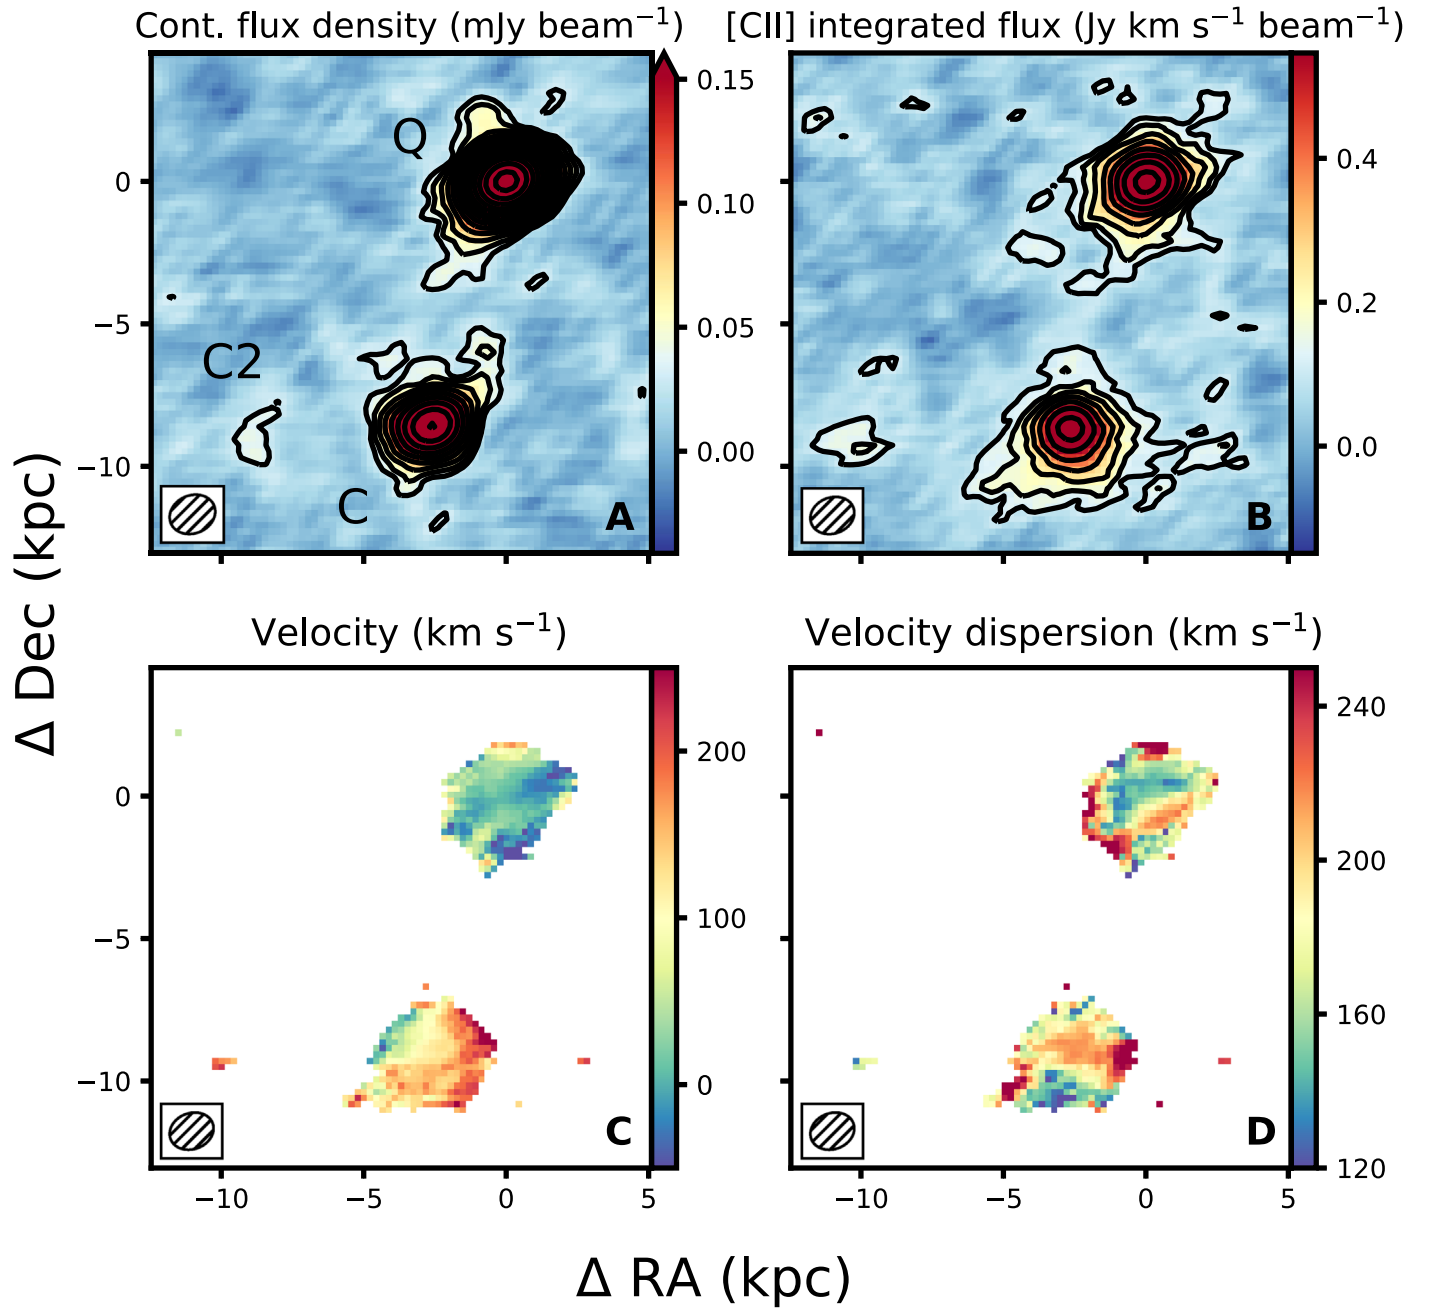 Cont. flux density (mJy beam⁻¹)
[CII] integrated flux (Jy km s⁻¹ beam⁻¹)
Q
C2
C
A
B
0
−5
−10
0.15
0.10
0.05
0.00
0.4
0.2
0.0
Velocity (km s⁻¹)
Velocity dispersion (km s⁻¹)
0
−5
−10
C
D
200
100
0
240
200
160
120
−10
−5
0
5
−10
−5
0
5
Δ Dec (kpc)
Δ RA (kpc)